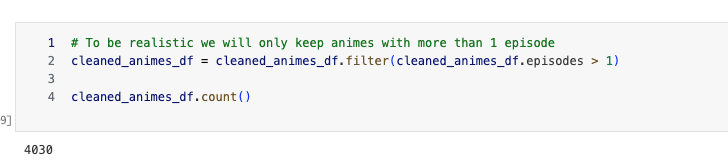 1 # To be realistic we will only keep animes with more than 1 episode
2 cleaned_animes_df = cleaned_animes_df.filter(cleaned_animes_df.episodes > 1)
3
4 cleaned_animes_df.count()
9]
4030